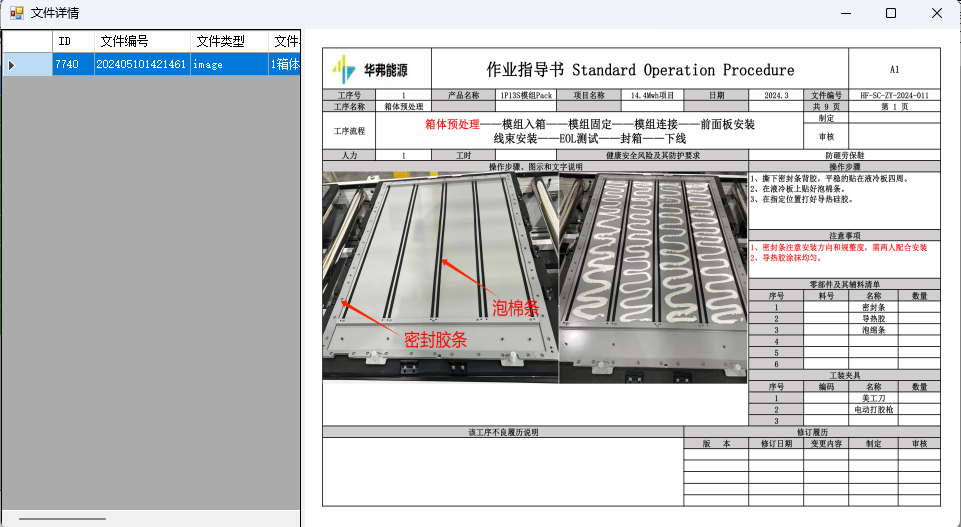 文件详情
ID 文件编号 文件类型 文件
7740 202405101421461 image 1箱体
华弗能源
作业指导书 Standard Operation Procedure
A1
工序号 1 产品名称 1P13S模组Pack 项目名称 14.4Mwh项目 日期 2024.3 文件编号 HF-SC-ZY-2024-011
工序名称 箱体预处理 共 9 页 第 1 页
工序流程
箱体预处理——模组入箱——模组固定——模组连接——前面板安装
线束安装——EOL测试——封箱——下线
制定
审核
人力 1 工时 健康安全风险及其防护要求 防砸劳保鞋
操作步骤、图示和文字说明
泡棉条
密封胶条
操作步骤
1、撕下密封条背胶，平稳的贴在液冷板四周。
2、在液冷板上贴好泡棉条。
3、在指定位置打好导热硅胶。
注意事项
1、密封条注意安装方向和规整度，需两人配合安装
2、导热胶涂抹均匀。
零部件及其辅料清单
序号 料号 名称 数量
1 密封条
2 导热胶
3 泡绵条
4
5
6
工装夹具
序号 编码 名称 数量
1 美工刀
2 电动打胶枪
3
该工序不良履历说明
修订履历
版 本 修订日期 变更内容 制定 审核